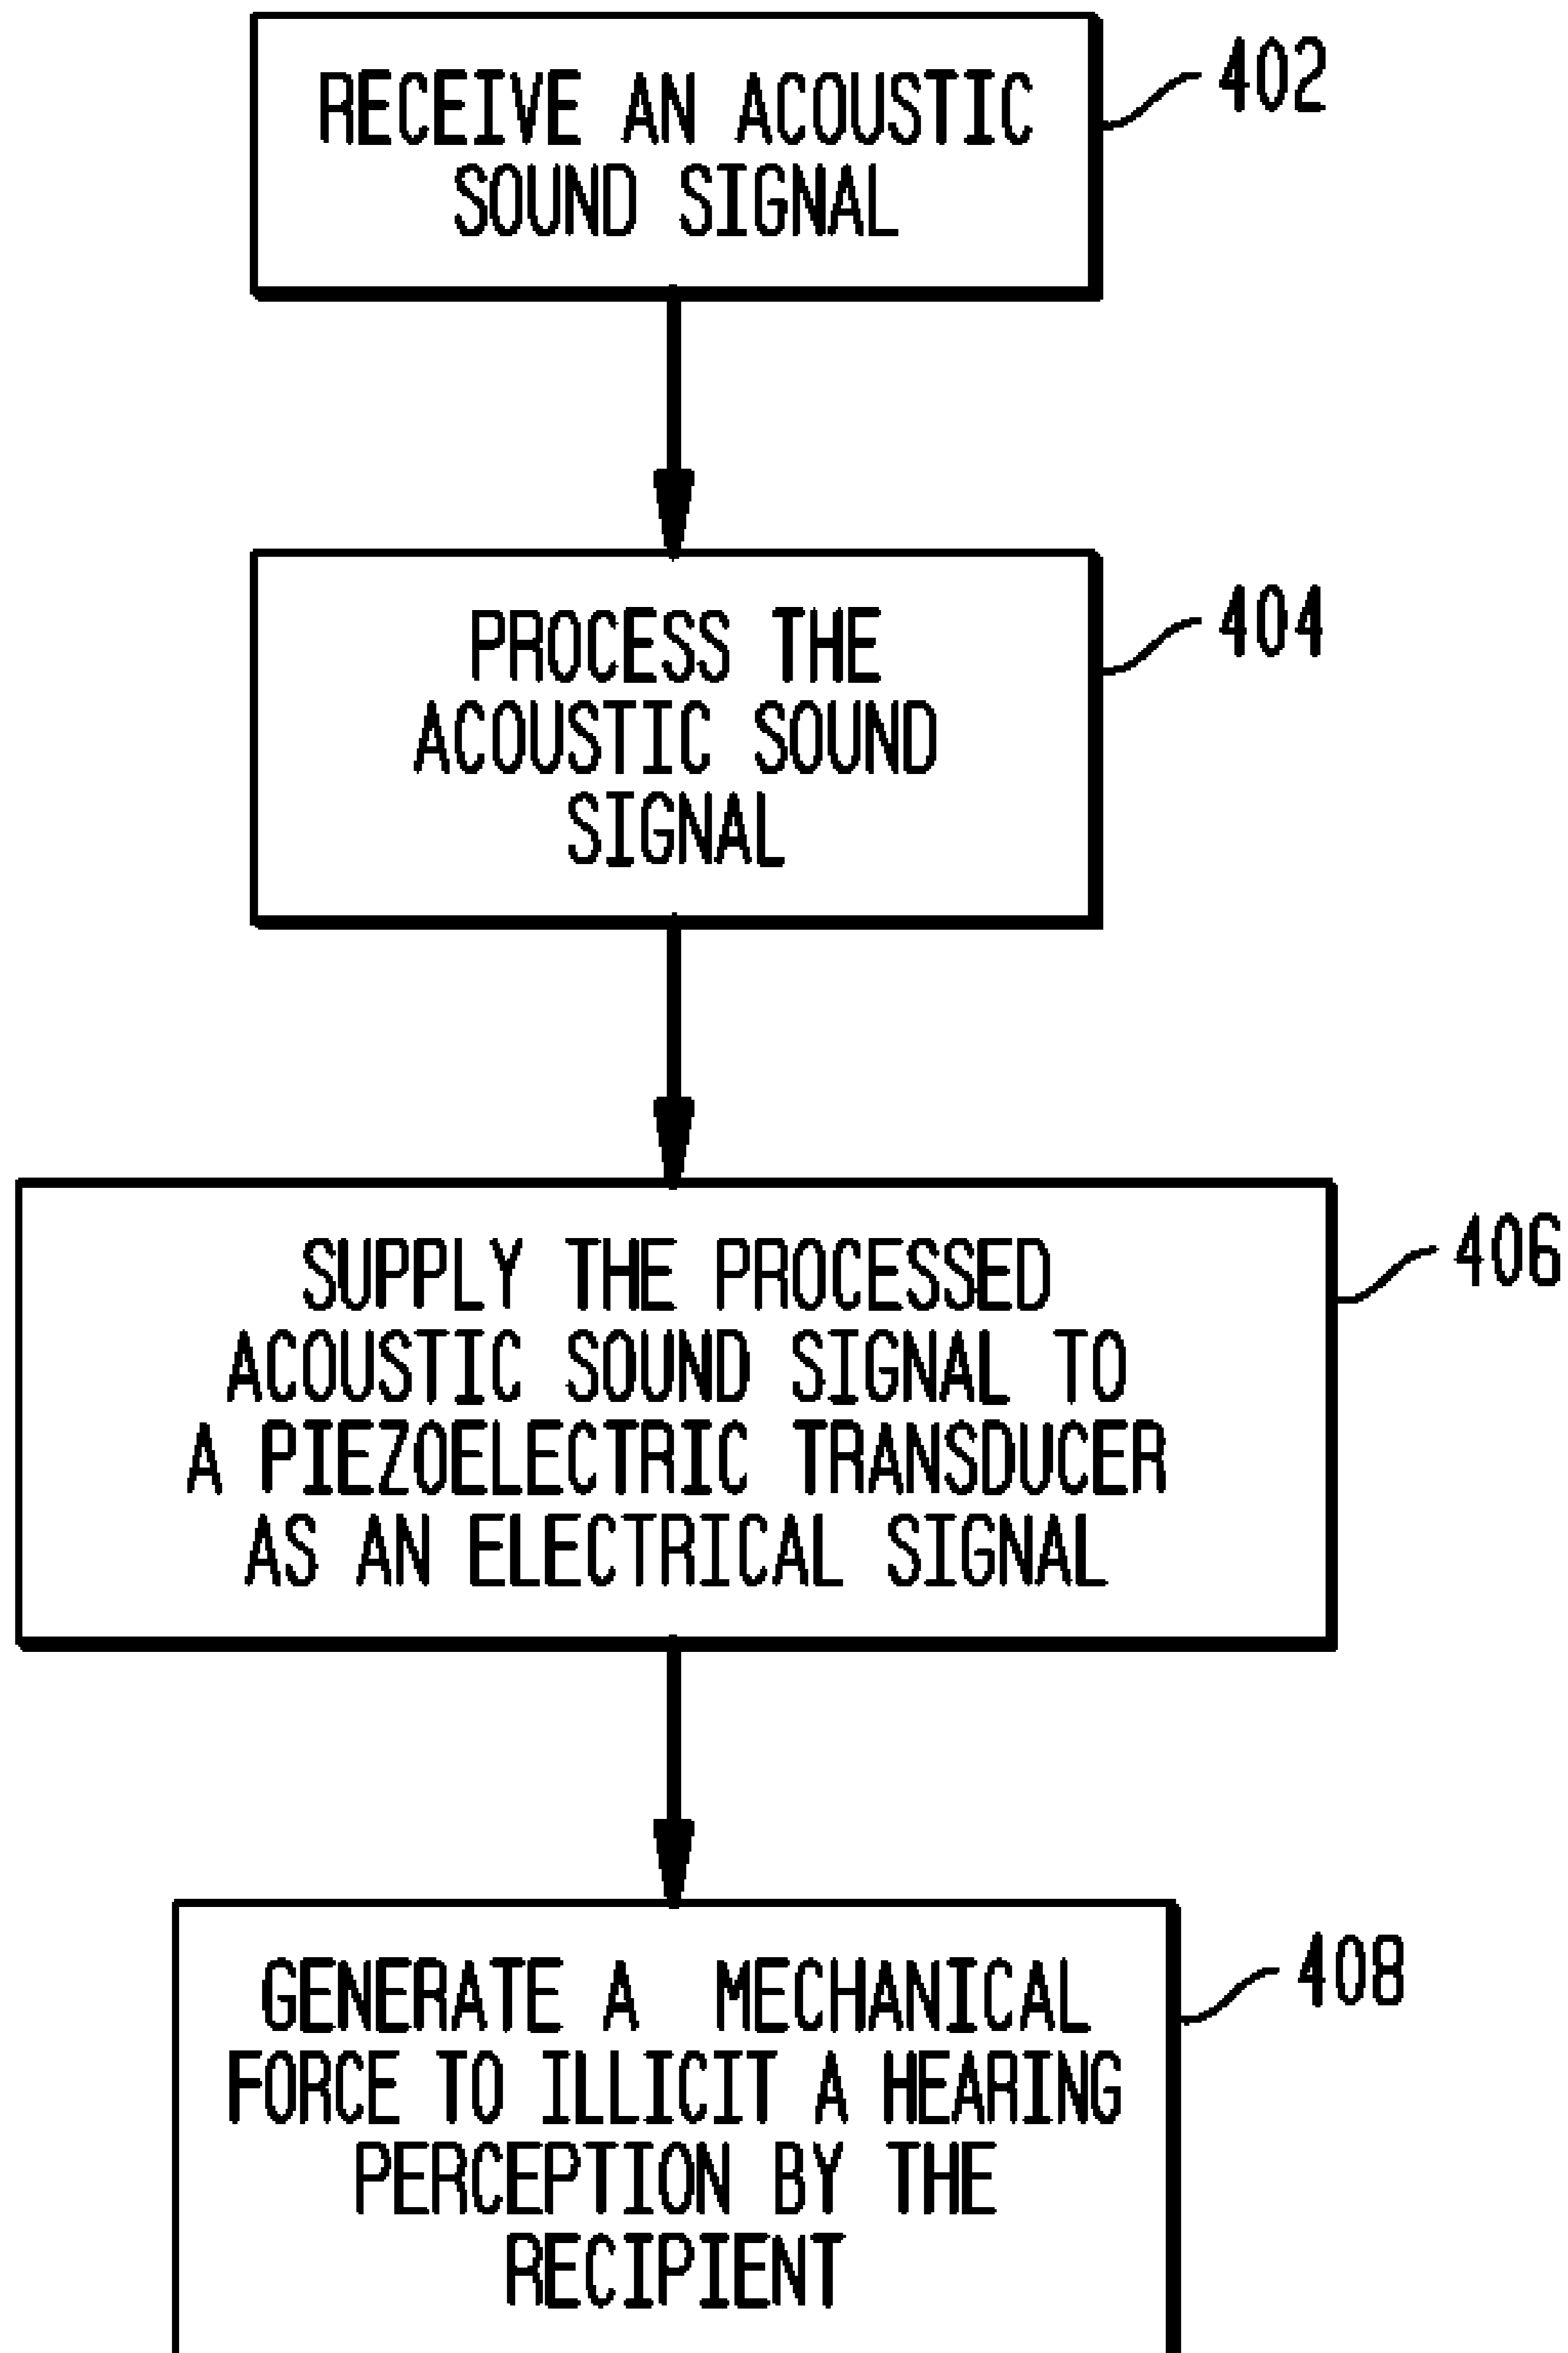 RECEIVE AN ACOUSTIC
SOUND SIGNAL
402
PROCESS THE
ACOUSTIC SOUND
SIGNAL
404
SUPPLY THE PROCESSED
ACOUSTIC SOUND SIGNAL TO
A PIEZOELECTRIC TRANSDUCER
AS AN ELECTRICAL SIGNAL
406
GENERATE A MECHANICAL
FORCE TO ILLICIT A HEARING
PERCEPTION BY THE
RECIPIENT
408